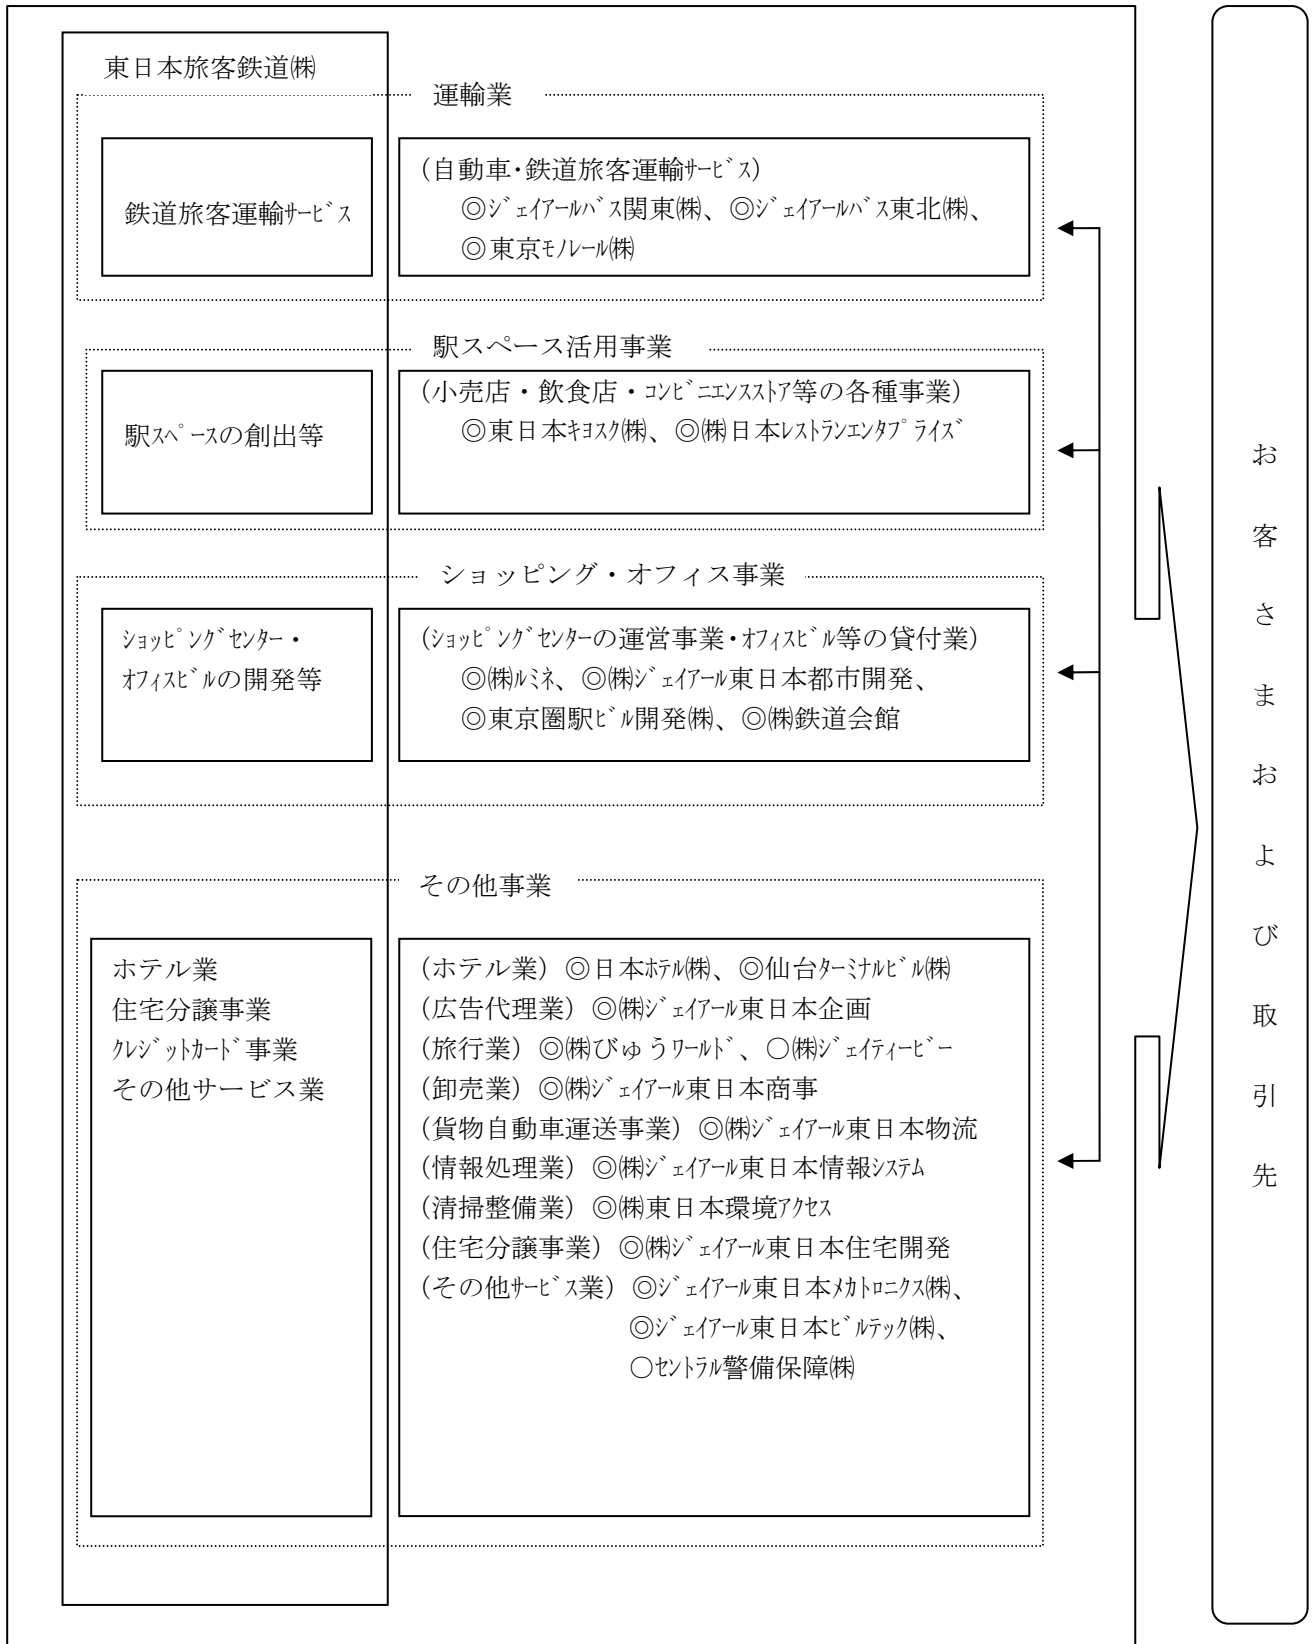 東日本旅客鉄道㈱
運輸業
鉄道旅客運輸ｻｰﾋﾞｽ
(自動車・鉄道旅客運輸ｻｰﾋﾞｽ)
◎ｼﾞｪｲｱｰﾙﾊﾞｽ関東㈱、◎ｼﾞｪｲｱｰﾙﾊﾞｽ東北㈱、
◎東京ﾓﾉﾚｰﾙ㈱
駅スペース活用事業
駅ｽﾍﾟｰｽの創出等
(小売店・飲食店・ｺﾝﾋﾞﾆｴﾝｽｽﾄｱ等の各種事業)
◎東日本ｷﾖｽｸ㈱、◎㈱日本ﾚｽﾄﾗﾝｴﾝﾀﾌﾟﾗｲｽﾞ
ショッピング・オフィス事業
ｼｮｯﾋﾟﾝｸﾞｾﾝﾀｰ・
ｵﾌｨｽﾋﾞﾙの開発等
(ｼｮｯﾋﾟﾝｸﾞｾﾝﾀｰの運営事業・ｵﾌｨｽﾋﾞﾙ等の貸付業)
◎㈱ﾙﾐﾈ、◎㈱ｼﾞｪｲｱｰﾙ東日本都市開発、
◎東京圏駅ﾋﾞﾙ開発㈱、◎㈱鉄道会館
その他事業
ホテル業
住宅分譲事業
ｸﾚｼﾞｯﾄｶｰﾄﾞ事業
その他サービス業
(ホテル業) ◎日本ﾎﾃﾙ㈱、◎仙台ﾀｰﾐﾅﾙﾋﾞﾙ㈱
(広告代理業) ◎㈱ｼﾞｪｲｱｰﾙ東日本企画
(旅行業) ◎㈱びゅうﾜｰﾙﾄﾞ、○㈱ｼﾞｪｲﾃｨｰﾋﾞｰ
(卸売業) ◎㈱ｼﾞｪｲｱｰﾙ東日本商事
(貨物自動車運送事業) ◎㈱ｼﾞｪｲｱｰﾙ東日本物流
(情報処理業) ◎㈱ｼﾞｪｲｱｰﾙ東日本情報ｼｽﾃﾑ
(清掃整備業) ◎㈱東日本環境ｱｸｾｽ
(住宅分譲事業) ◎㈱ｼﾞｪｲｱｰﾙ東日本住宅開発
(その他ｻｰﾋﾞｽ業) ◎ｼﾞｪｲｱｰﾙ東日本ﾒｶﾄﾛﾆｸｽ㈱、
◎ｼﾞｪｲｱｰﾙ東日本ﾋﾞﾙﾃｯｸ㈱、
○ｾﾝﾄﾗﾙ警備保障㈱
お客さまおよび取引先